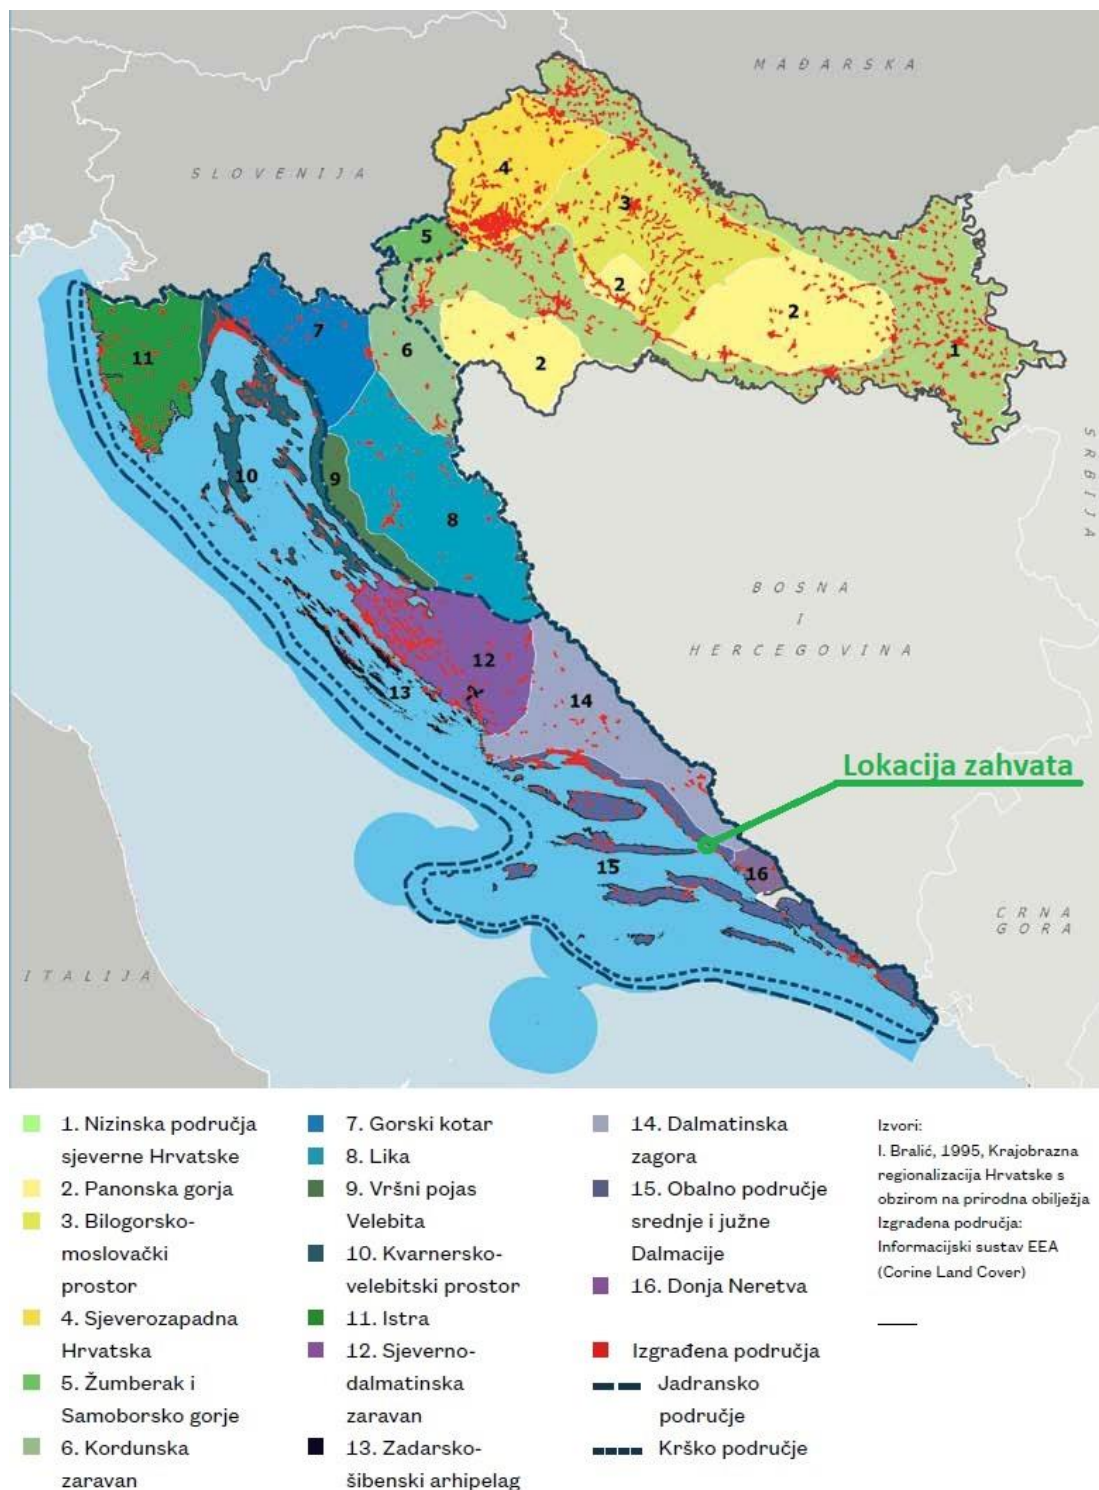 MAĐARSKA
SLOVENIJA
4
3
5
2
2
7
11
6
2
1
10
9
8
SRBIJA
BOSNA
I
HERCEGOVINA
12
13
14
Lokacija zahvata
15
16
CRNA
GORA
ITALIJA
1. Nizinska područja
sjeverne Hrvatske
2. Panonska gorja
3. Bilogorsko-
moslovački
prostor
4. Sjeverozapadna
Hrvatska
5. Žumberak i
Samoborsko gorje
6. Kordunska
zaravan
7. Gorski kotar
8. Lika
9. Vršni pojas
Velebita
10. Kvarnersko-
velebitski prostor
11. Istra
12. Sjeverno-
dalmatinska
zaravan
13. Zadarsko-
šibenski arhipelag
14. Dalmatinska
zagora
15. Obalno područje
srednje i južne
Dalmacije
16. Donja Neretva
Izgrađena područja
Jadransko
područje
Krško područje
Izvori:
I. Bralić, 1995, Krajobrazna
regionalizacija Hrvatske s
obzirom na prirodna obilježja
Izgrađena područja:
Informacijski sustav EEA
(Corine Land Cover)